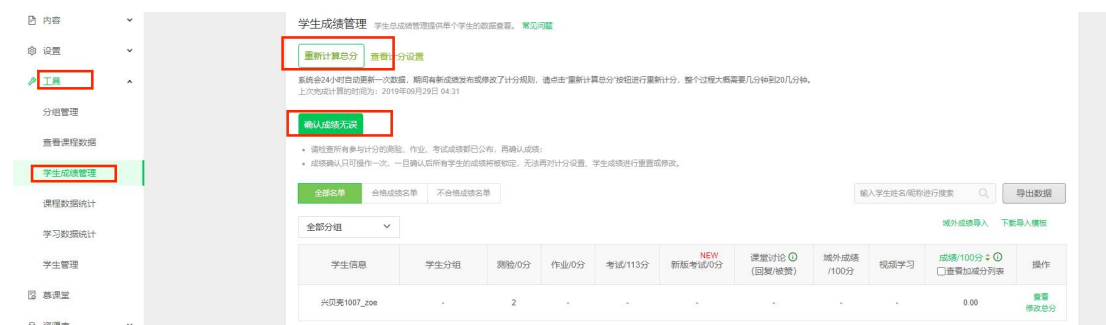 内容
设置
工具
分组管理
查看课程数据
学生成绩管理
课程数据统计
学习数据统计
学生管理
慕课堂
学生成绩管理 学生总成绩管理提供单个学生的数据查看。 常见问题
重新计算总分 查看计分设置
系统会24小时自动更新一次数据，期间有新成绩发布或修改了计分规则，请点击“重新计算总分”按钮进行重新计分，整个过程大概需要几分钟到20几分钟。
上次完成计算的时间为：2019年09月29日 04:31
确认成绩无误
• 请检查所有参与计分的测验、作业、考试成绩都已公布，再确认成绩；
• 成绩确认只可操作一次，一旦确认后所有学生的成绩将被锁定，无法再对计分设置、学生成绩进行重置或修改。
全部名单 合格成绩名单 不合格成绩名单 输入学生姓名/昵称进行搜索 导出数据
全部分组 域外成绩导入 下载导入模板
学生信息 学生分组 测验/0分 作业/0分 考试/113分 NEW 新版考试/0分 课堂讨论 (回复/被赞) 域外成绩/100分 视频学习 成绩/100分 查看加减分列表 操作
兴贝亮1007_zoe - 2 - - - - - - 0.00 查看
修改总分